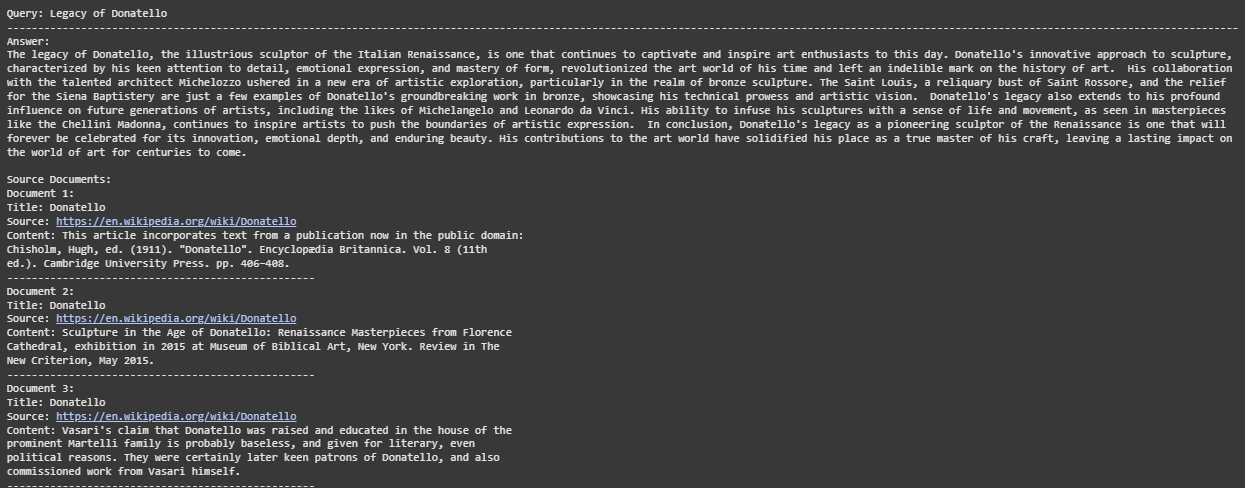 Query: Legacy of Donatello
--------------------------------------------------------------------------------------------------------------------------------------------------------------------------------------------------------
Answer:
The legacy of Donatello, the illustrious sculptor of the Italian Renaissance, is one that continues to captivate and inspire art enthusiasts to this day. Donatello's innovative approach to sculpture,
characterized by his keen attention to detail, emotional expression, and mastery of form, revolutionized the art world of his time and left an indelible mark on the history of art.  His collaboration
with the talented architect Michelozzo ushered in a new era of artistic exploration, particularly in the realm of bronze sculpture. The Saint Louis, a reliquary bust of Saint Rossore, and the relief
for the Siena Baptistery are just a few examples of Donatello's groundbreaking work in bronze, showcasing his technical prowess and artistic vision.  Donatello's legacy also extends to his profound
influence on future generations of artists, including the likes of Michelangelo and Leonardo da Vinci. His ability to infuse his sculptures with a sense of life and movement, as seen in masterpieces
like the Chellini Madonna, continues to inspire artists to push the boundaries of artistic expression.  In conclusion, Donatello's legacy as a pioneering sculptor of the Renaissance is one that will
forever be celebrated for its innovation, emotional depth, and enduring beauty. His contributions to the art world have solidified his place as a true master of his craft, leaving a lasting impact on
the world of art for centuries to come.
Source Documents:
Document 1:
Title: Donatello
Source: https://en.wikipedia.org/wiki/Donatello
Content: This article incorporates text from a publication now in the public domain:
Chisholm, Hugh, ed. (1911). "Donatello". Encyclopædia Britannica. Vol. 8 (11th
ed.). Cambridge University Press. pp. 406–408.
--------------------------------------------------
Document 2:
Title: Donatello
Source: https://en.wikipedia.org/wiki/Donatello
Content: Sculpture in the Age of Donatello: Renaissance Masterpieces from Florence
Cathedral, exhibition in 2015 at Museum of Biblical Art, New York. Review in The
New Criterion, May 2015.
--------------------------------------------------
Document 3:
Title: Donatello
Source: https://en.wikipedia.org/wiki/Donatello
Content: Vasari's claim that Donatello was raised and educated in the house of the
prominent Martelli family is probably baseless, and given for literary, even
political reasons. They were certainly later keen patrons of Donatello, and also
commissioned work from Vasari himself.
--------------------------------------------------